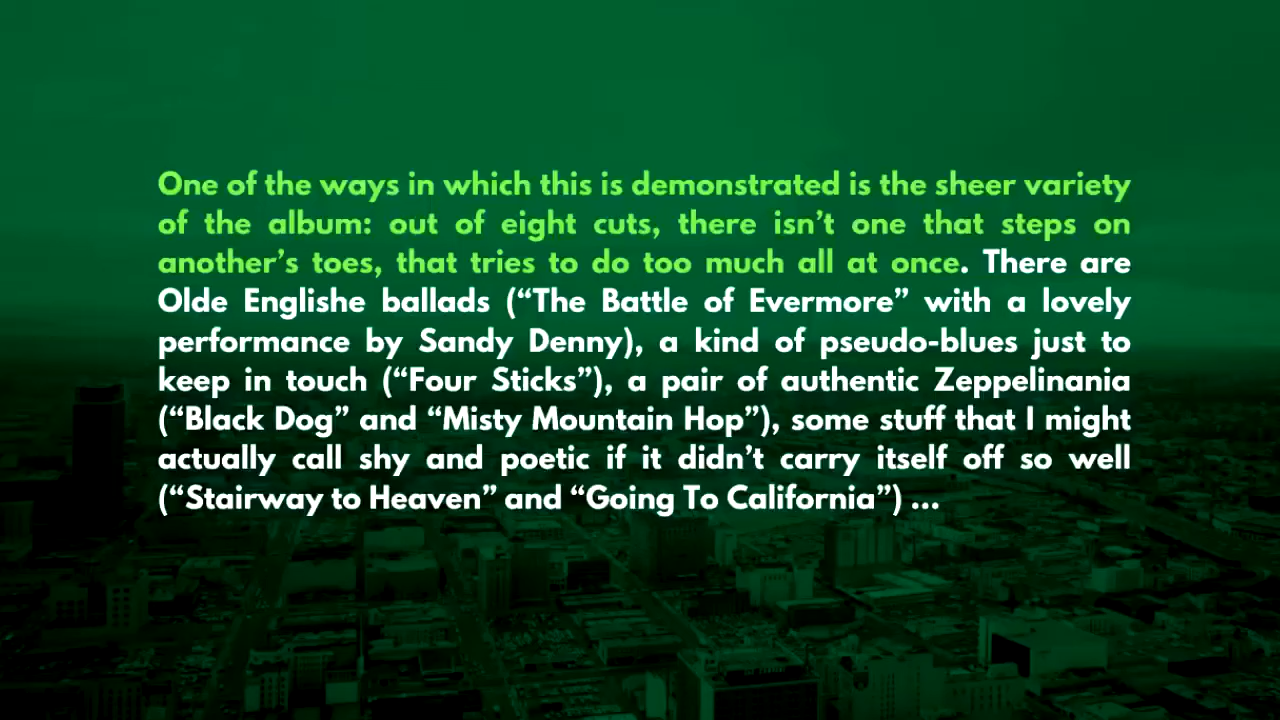 One of the ways in which this is demonstrated is the sheer variety
of the album: out of eight cuts, there isn’t one that steps on
another’s toes, that tries to do too much all at once. There are
Olde Englishe ballads (“The Battle of Evermore” with a lovely
performance by Sandy Denny), a kind of pseudo-blues just to
keep in touch (“Four Sticks”), a pair of authentic Zeppelinania
(“Black Dog” and “Misty Mountain Hop”), some stuff that I might
actually call shy and poetic if it didn’t carry itself off so well
(“Stairway to Heaven” and “Going To California”) ...